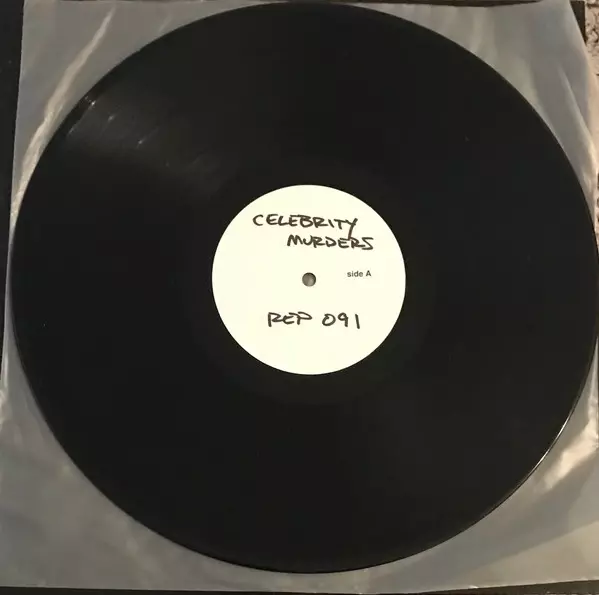 CELEBRITY
MURDERS
side A
REP 091